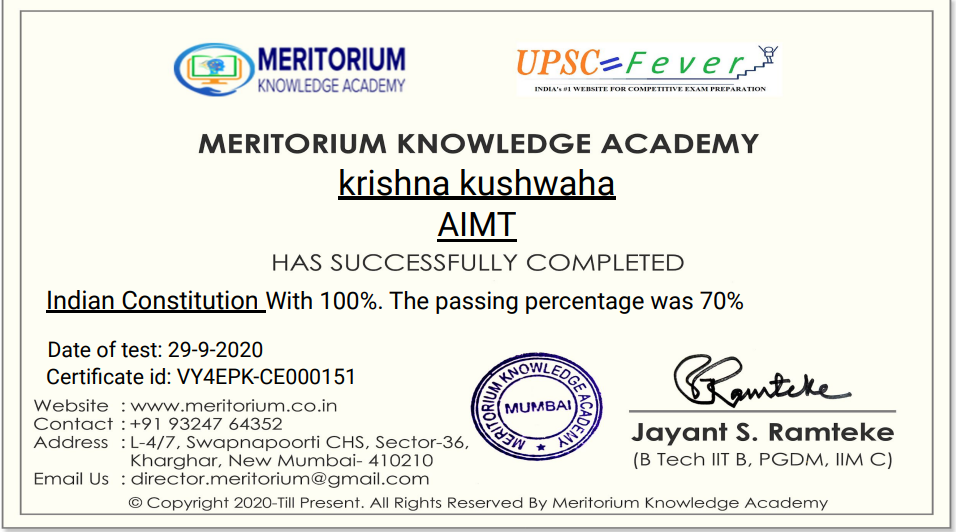 MERITORIUM
KNOWLEDGE ACADEMY
UPSC=Fever
INDIA's #1 WEBSITE FOR COMPETITIVE EXAM PREPARATION
MERITORIUM KNOWLEDGE ACADEMY
krishna kushwaha
AIMT
HAS SUCCESSFULLY COMPLETED
Indian Constitution With 100%. The passing percentage was 70%
Date of test: 29-9-2020
Certificate id: VY4EPK-CE000151
Website : www.meritorium.co.in
Contact : +91 93247 64352
Address : L-4/7, Swapnapoorti CHS, Sector-36,
Kharghar, New Mumbai- 410210
Email Us : director.meritorium@gmail.com
MERITORIUM KNOWLEDGE ACADEMY
MUMBAI
Ramteke
Jayant S. Ramteke
(B Tech IIT B, PGDM, IIM C)
© Copyright 2020-Till Present. All Rights Reserved By Meritorium Knowledge Academy